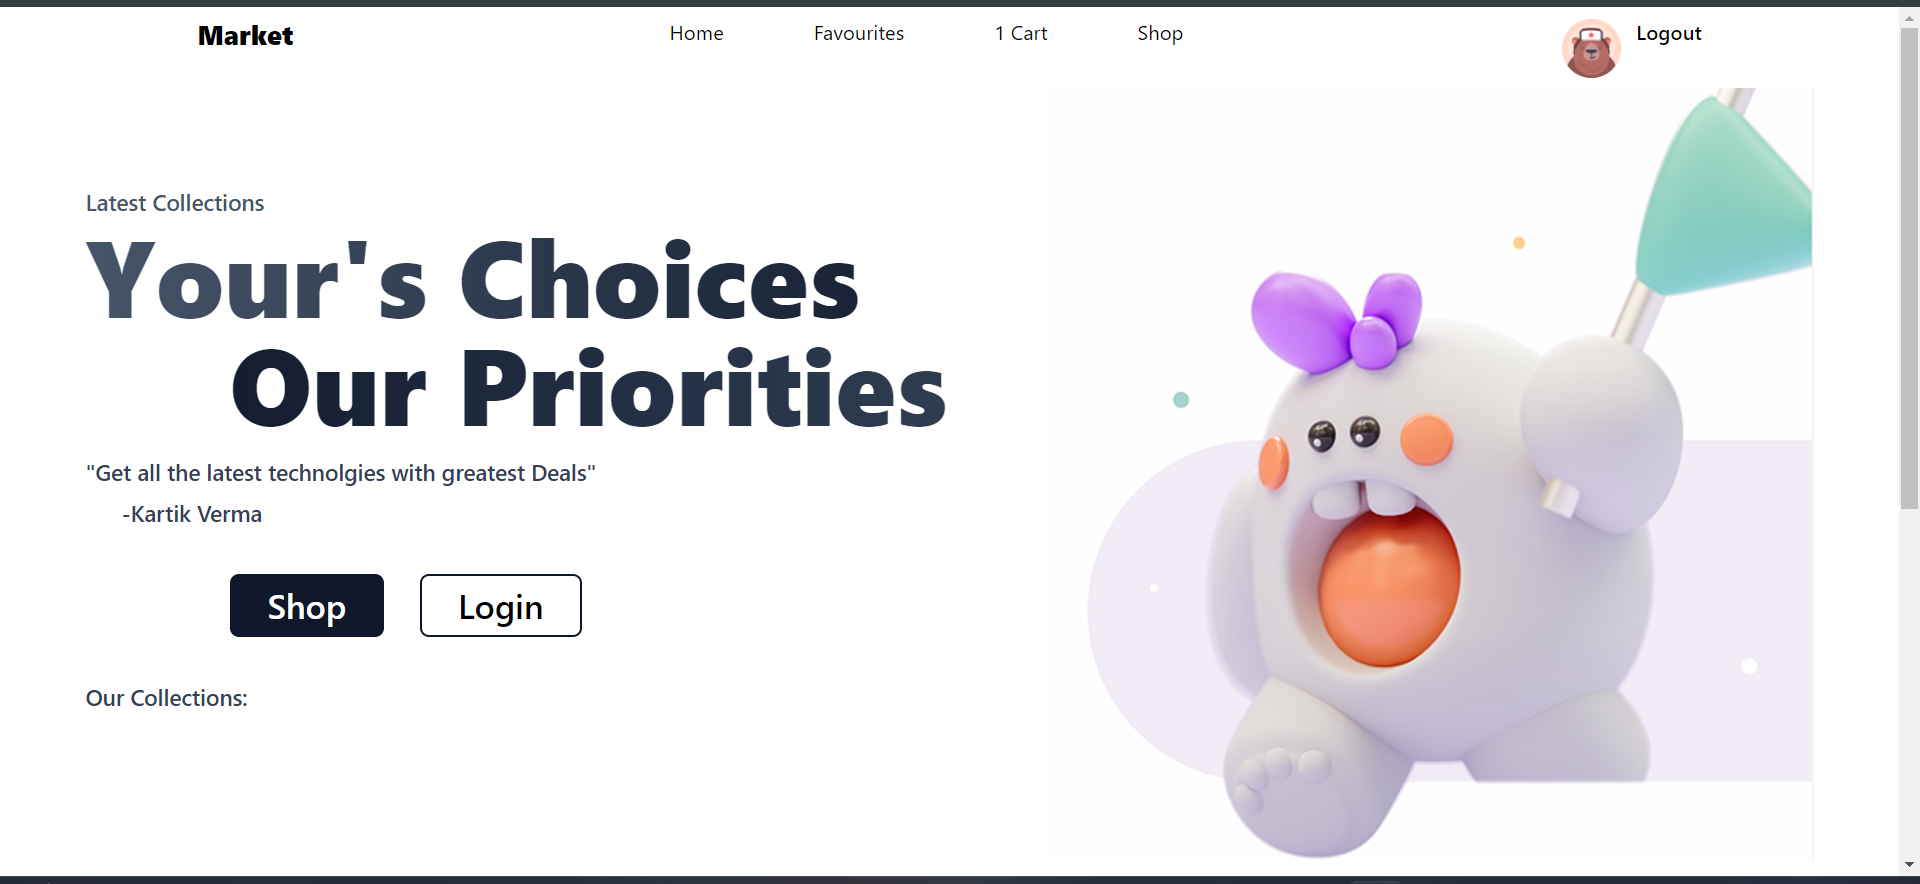 Market
Home
Favourites
1 Cart
Shop
Logout
Latest Collections
Your's Choices
Our Priorities
"Get all the latest technolgies with greatest Deals"
-Kartik Verma
Shop
Login
Our Collections: